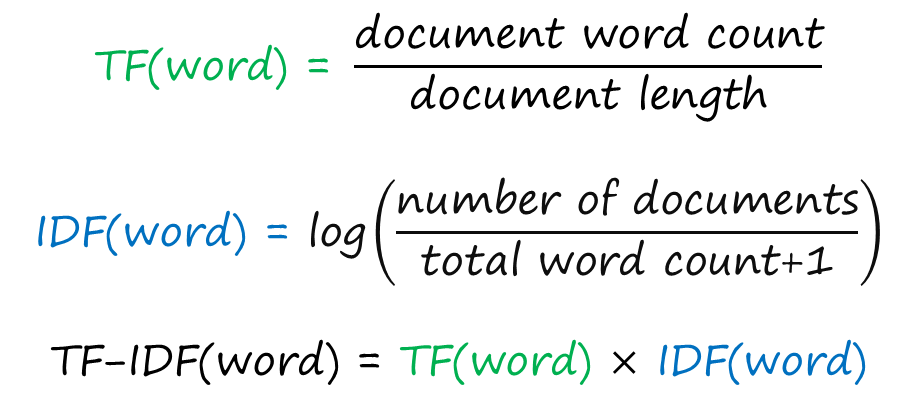 TF(word) = document word count / document length
IDF(word) = log(number of documents / total word count+1)
TF–IDF(word) = TF(word) × IDF(word)